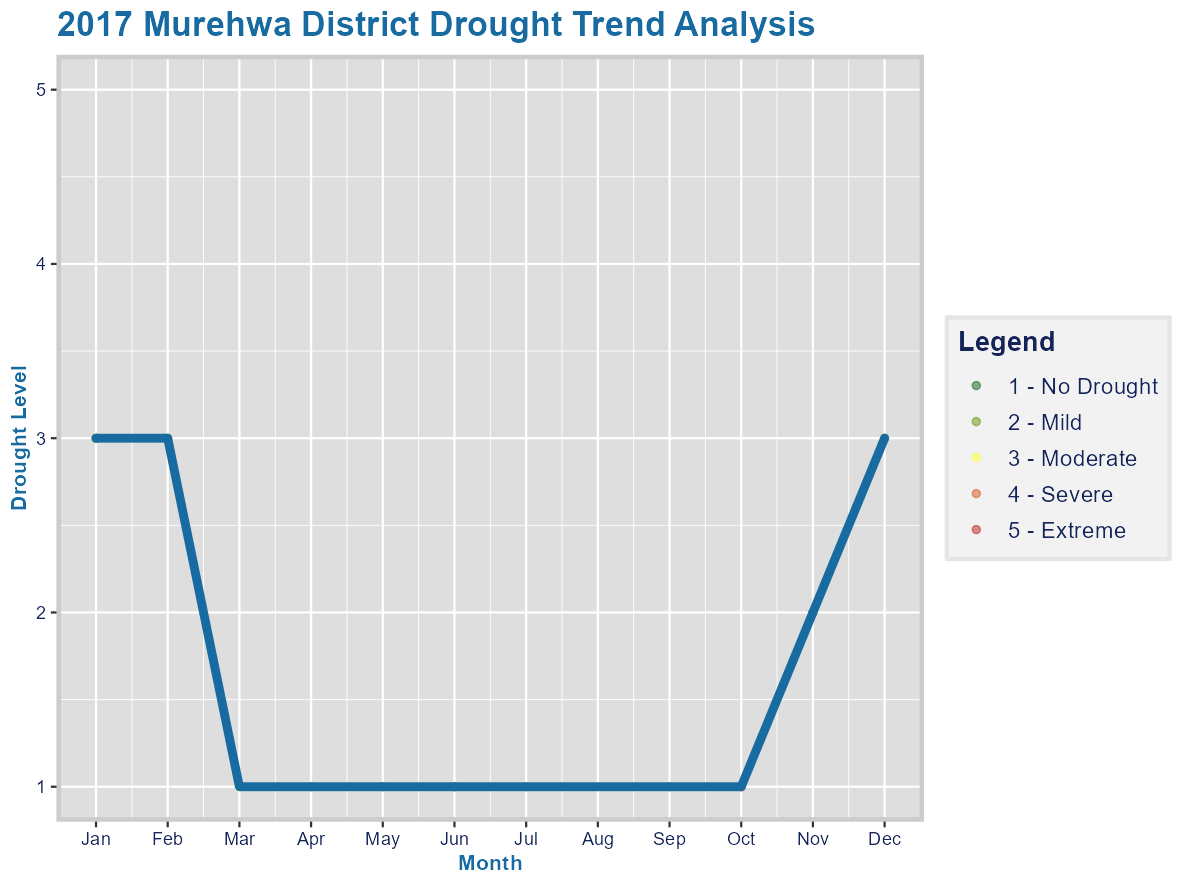 2017 Murehwa District Drought Trend Analysis
Drought Level
5
4
3
2
1
Jan Feb Mar Apr May Jun Jul Aug Sep Oct Nov Dec
Month
Legend
1 - No Drought
2 - Mild
3 - Moderate
4 - Severe
5 - Extreme